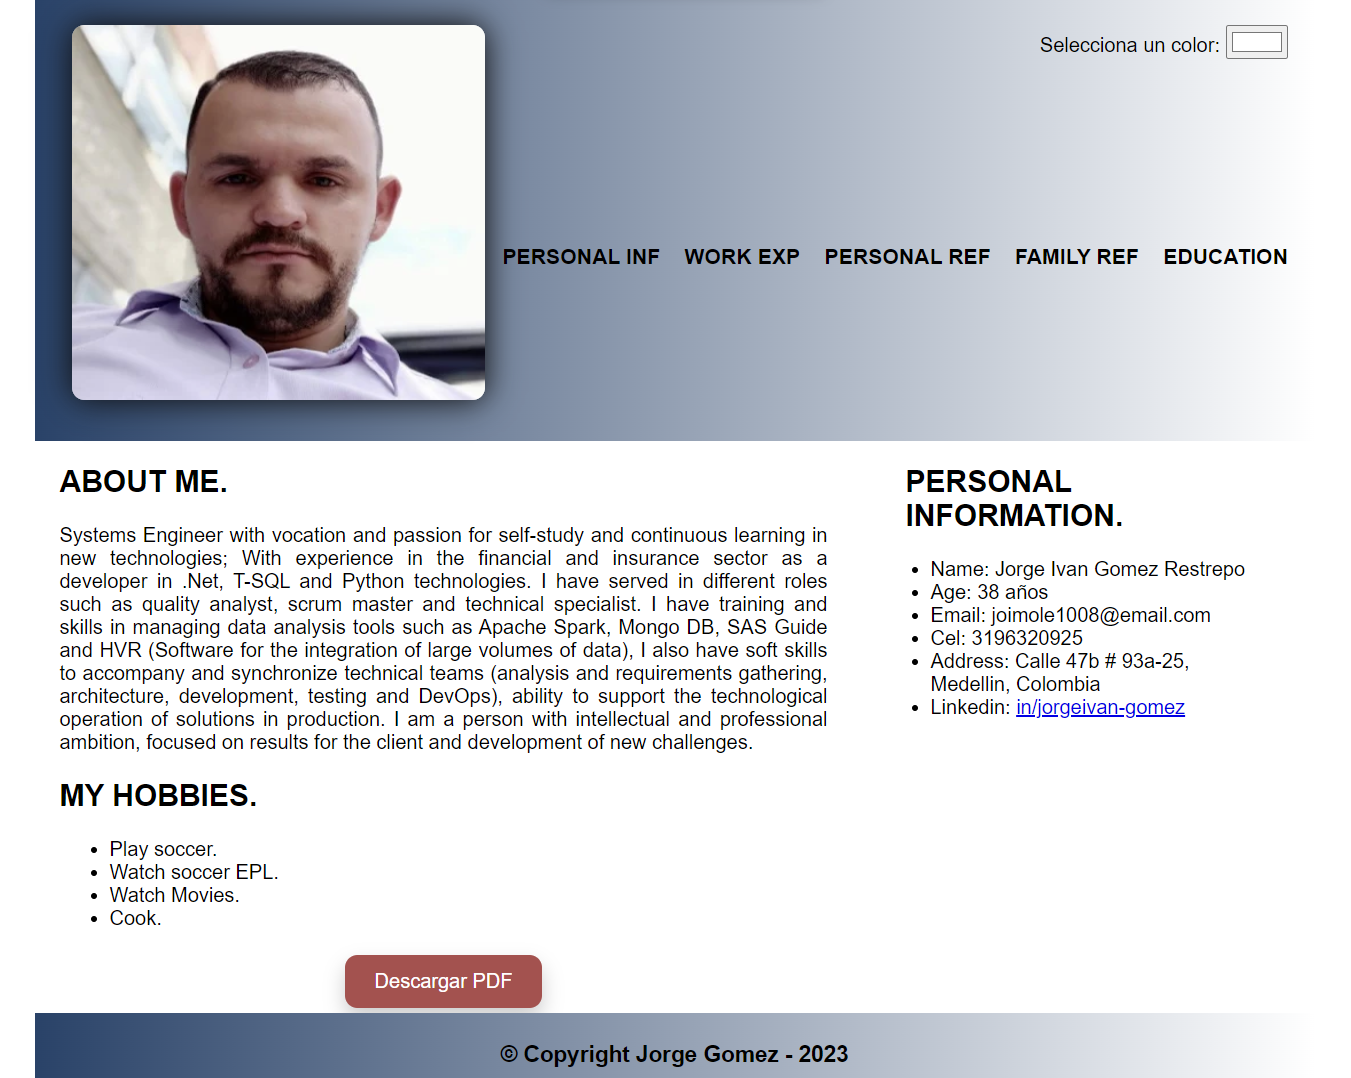 Selecciona un color:
PERSONAL INF WORK EXP PERSONAL REF FAMILY REF EDUCATION
ABOUT ME.
Systems Engineer with vocation and passion for self-study and continuous learning in
new technologies; With experience in the financial and insurance sector as a
developer in .Net, T-SQL and Python technologies. I have served in different roles
such as quality analyst, scrum master and technical specialist. I have training and
skills in managing data analysis tools such as Apache Spark, Mongo DB, SAS Guide
and HVR (Software for the integration of large volumes of data), I also have soft skills
to accompany and synchronize technical teams (analysis and requirements gathering,
architecture, development, testing and DevOps), ability to support the technological
operation of solutions in production. I am a person with intellectual and professional
ambition, focused on results for the client and development of new challenges.
MY HOBBIES.
• Play soccer.
• Watch soccer EPL.
• Watch Movies.
• Cook.
Descargar PDF
PERSONAL
INFORMATION.
• Name: Jorge Ivan Gomez Restrepo
• Age: 38 años
• Email: joimole1008@email.com
• Cel: 3196320925
• Address: Calle 47b # 93a-25,
Medellin, Colombia
• Linkedin: in/jorgeivan-gomez
© Copyright Jorge Gomez - 2023